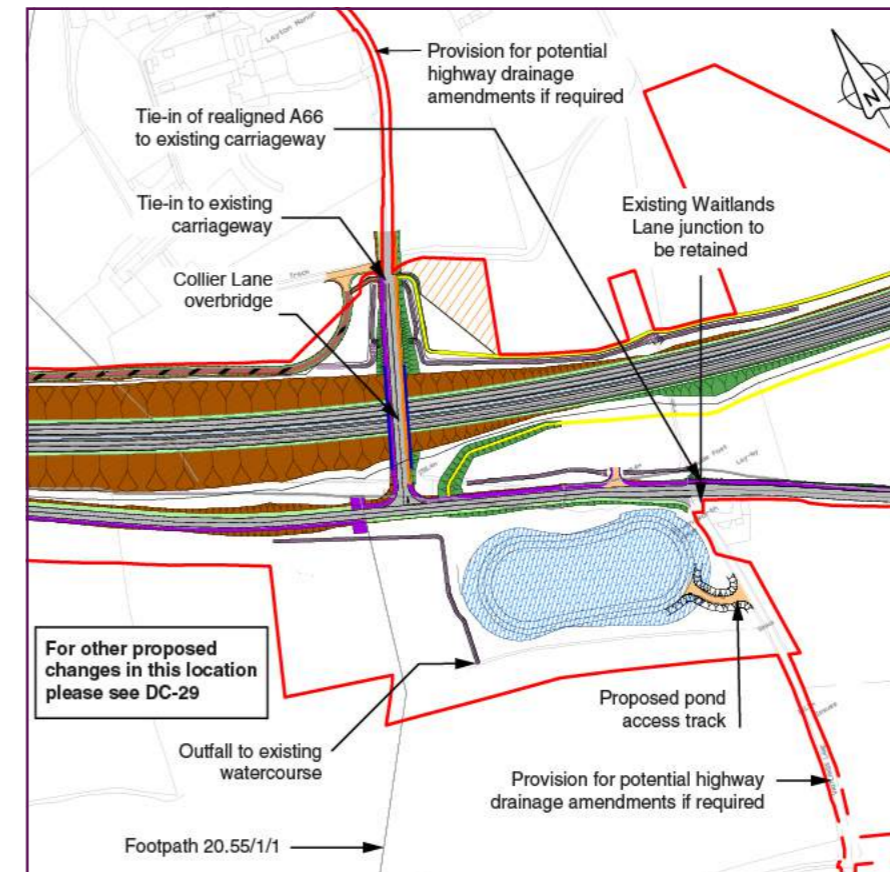 Layton Manor
Provision for potential
highway drainage
amendments if required
N
Tie-in of realigned A66
to existing carriageway
Tie-in to existing
carriageway
Existing Waitlands
Lane junction to
be retained
Track
Collier Lane
overbridge
For other proposed
changes in this location
please see DC-29
Proposed pond
access track
Outfall to existing
watercourse
Provision for potential highway
drainage amendments if required
Footpath 20.55/1/1